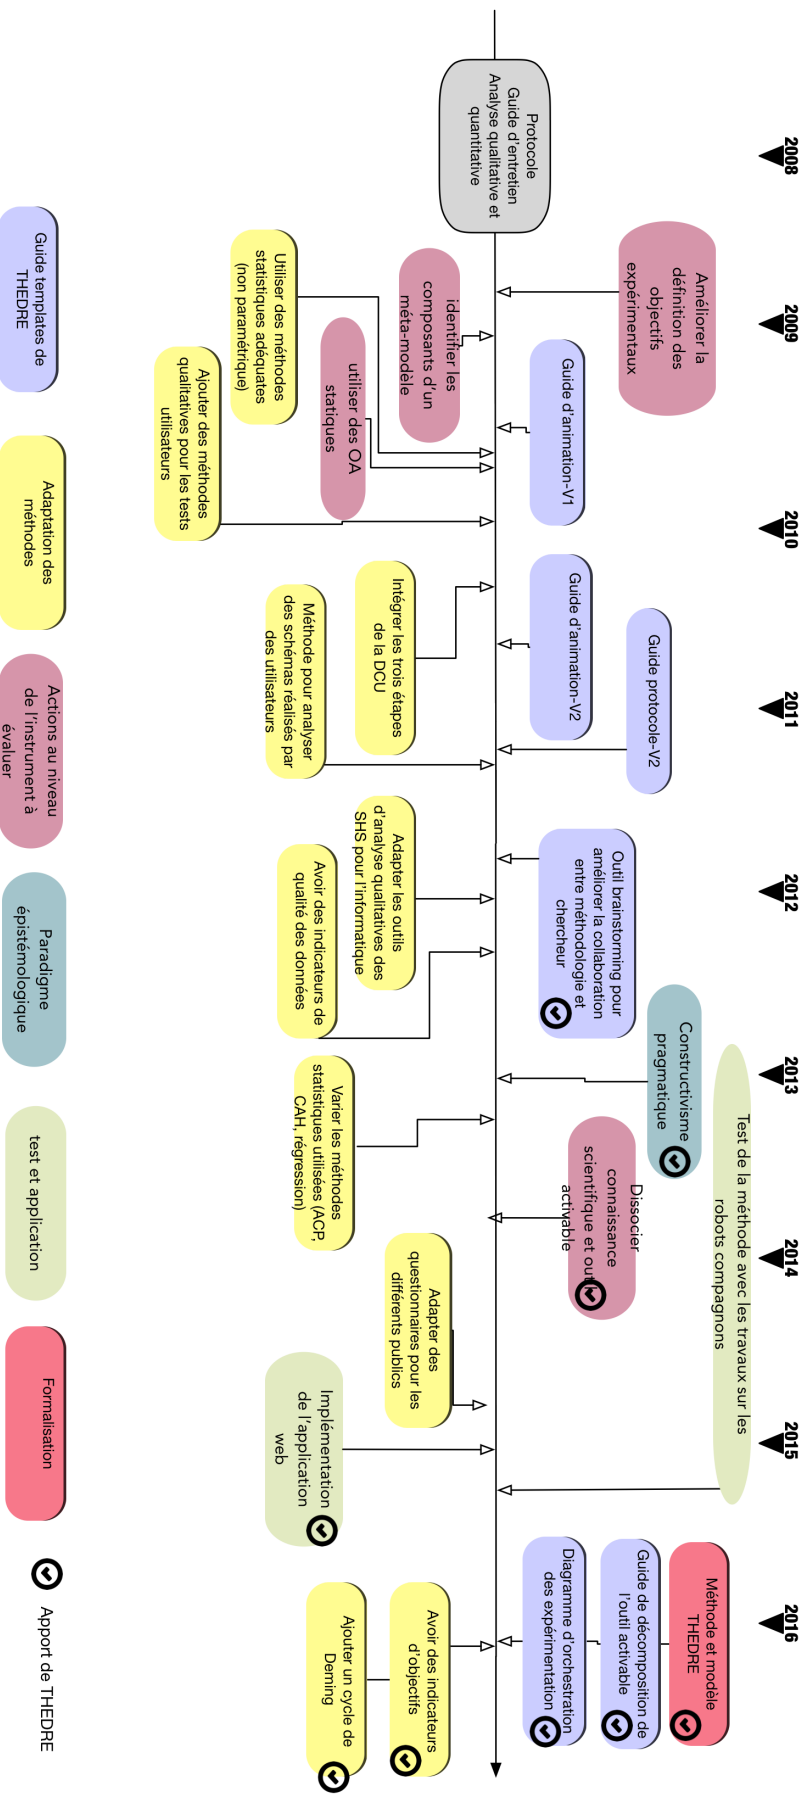 2008
2009
2010
2011
2012
2013
2014
2015
2016
Test de la méthode avec les travaux sur les
robots compagnons
Améliorer la
définition des
objectifs
expérimentaux
Guide protocole-V2
Constructivisme
pragmatique
Méthode et modèle
THEDRE
Guide d'animation-V1
Guide d'animation-V2
Outil brainstorming pour
améliorer la collaboration
entre méthodologie et
chercheur
Dissocier
connaissance
scientifique et outil
activable
Guide de décomposition de
l'outil activable
Diagramme d'orchestration
des expérimentation
Protocole
Guide d'entretien
Analyse qualitative et
quantitative
identifier les
composants d'un
méta-modèle
Utiliser des méthodes
statistiques adéquates
(non paramétrique)
utiliser des OA
statiques
Ajouter des méthodes
qualitatives pour les tests
utilisateurs
Intégrer les trois étapes
de la DCU
Méthode pour analyser
des schémas réalisés par
des utilisateurs
Adapter les outils
d'analyse qualitatives des
SHS pour l'informatique
Avoir des indicateurs de
qualité des données
Varier les méthodes
statistiques utilisées (ACP,
CAH, régression)
Adapter des
questionnaires pour les
différents publics
Implémentation
de l'application
web
Avoir des indicateurs
d'objectifs
Ajouter un cycle de
Deming
Guide templates de
THEDRE
Adaptation des
méthodes
Actions au niveau
de l'instrument à
évaluer
Paradigme
épistémologique
test et application
Formalisation
Apport de THEDRE